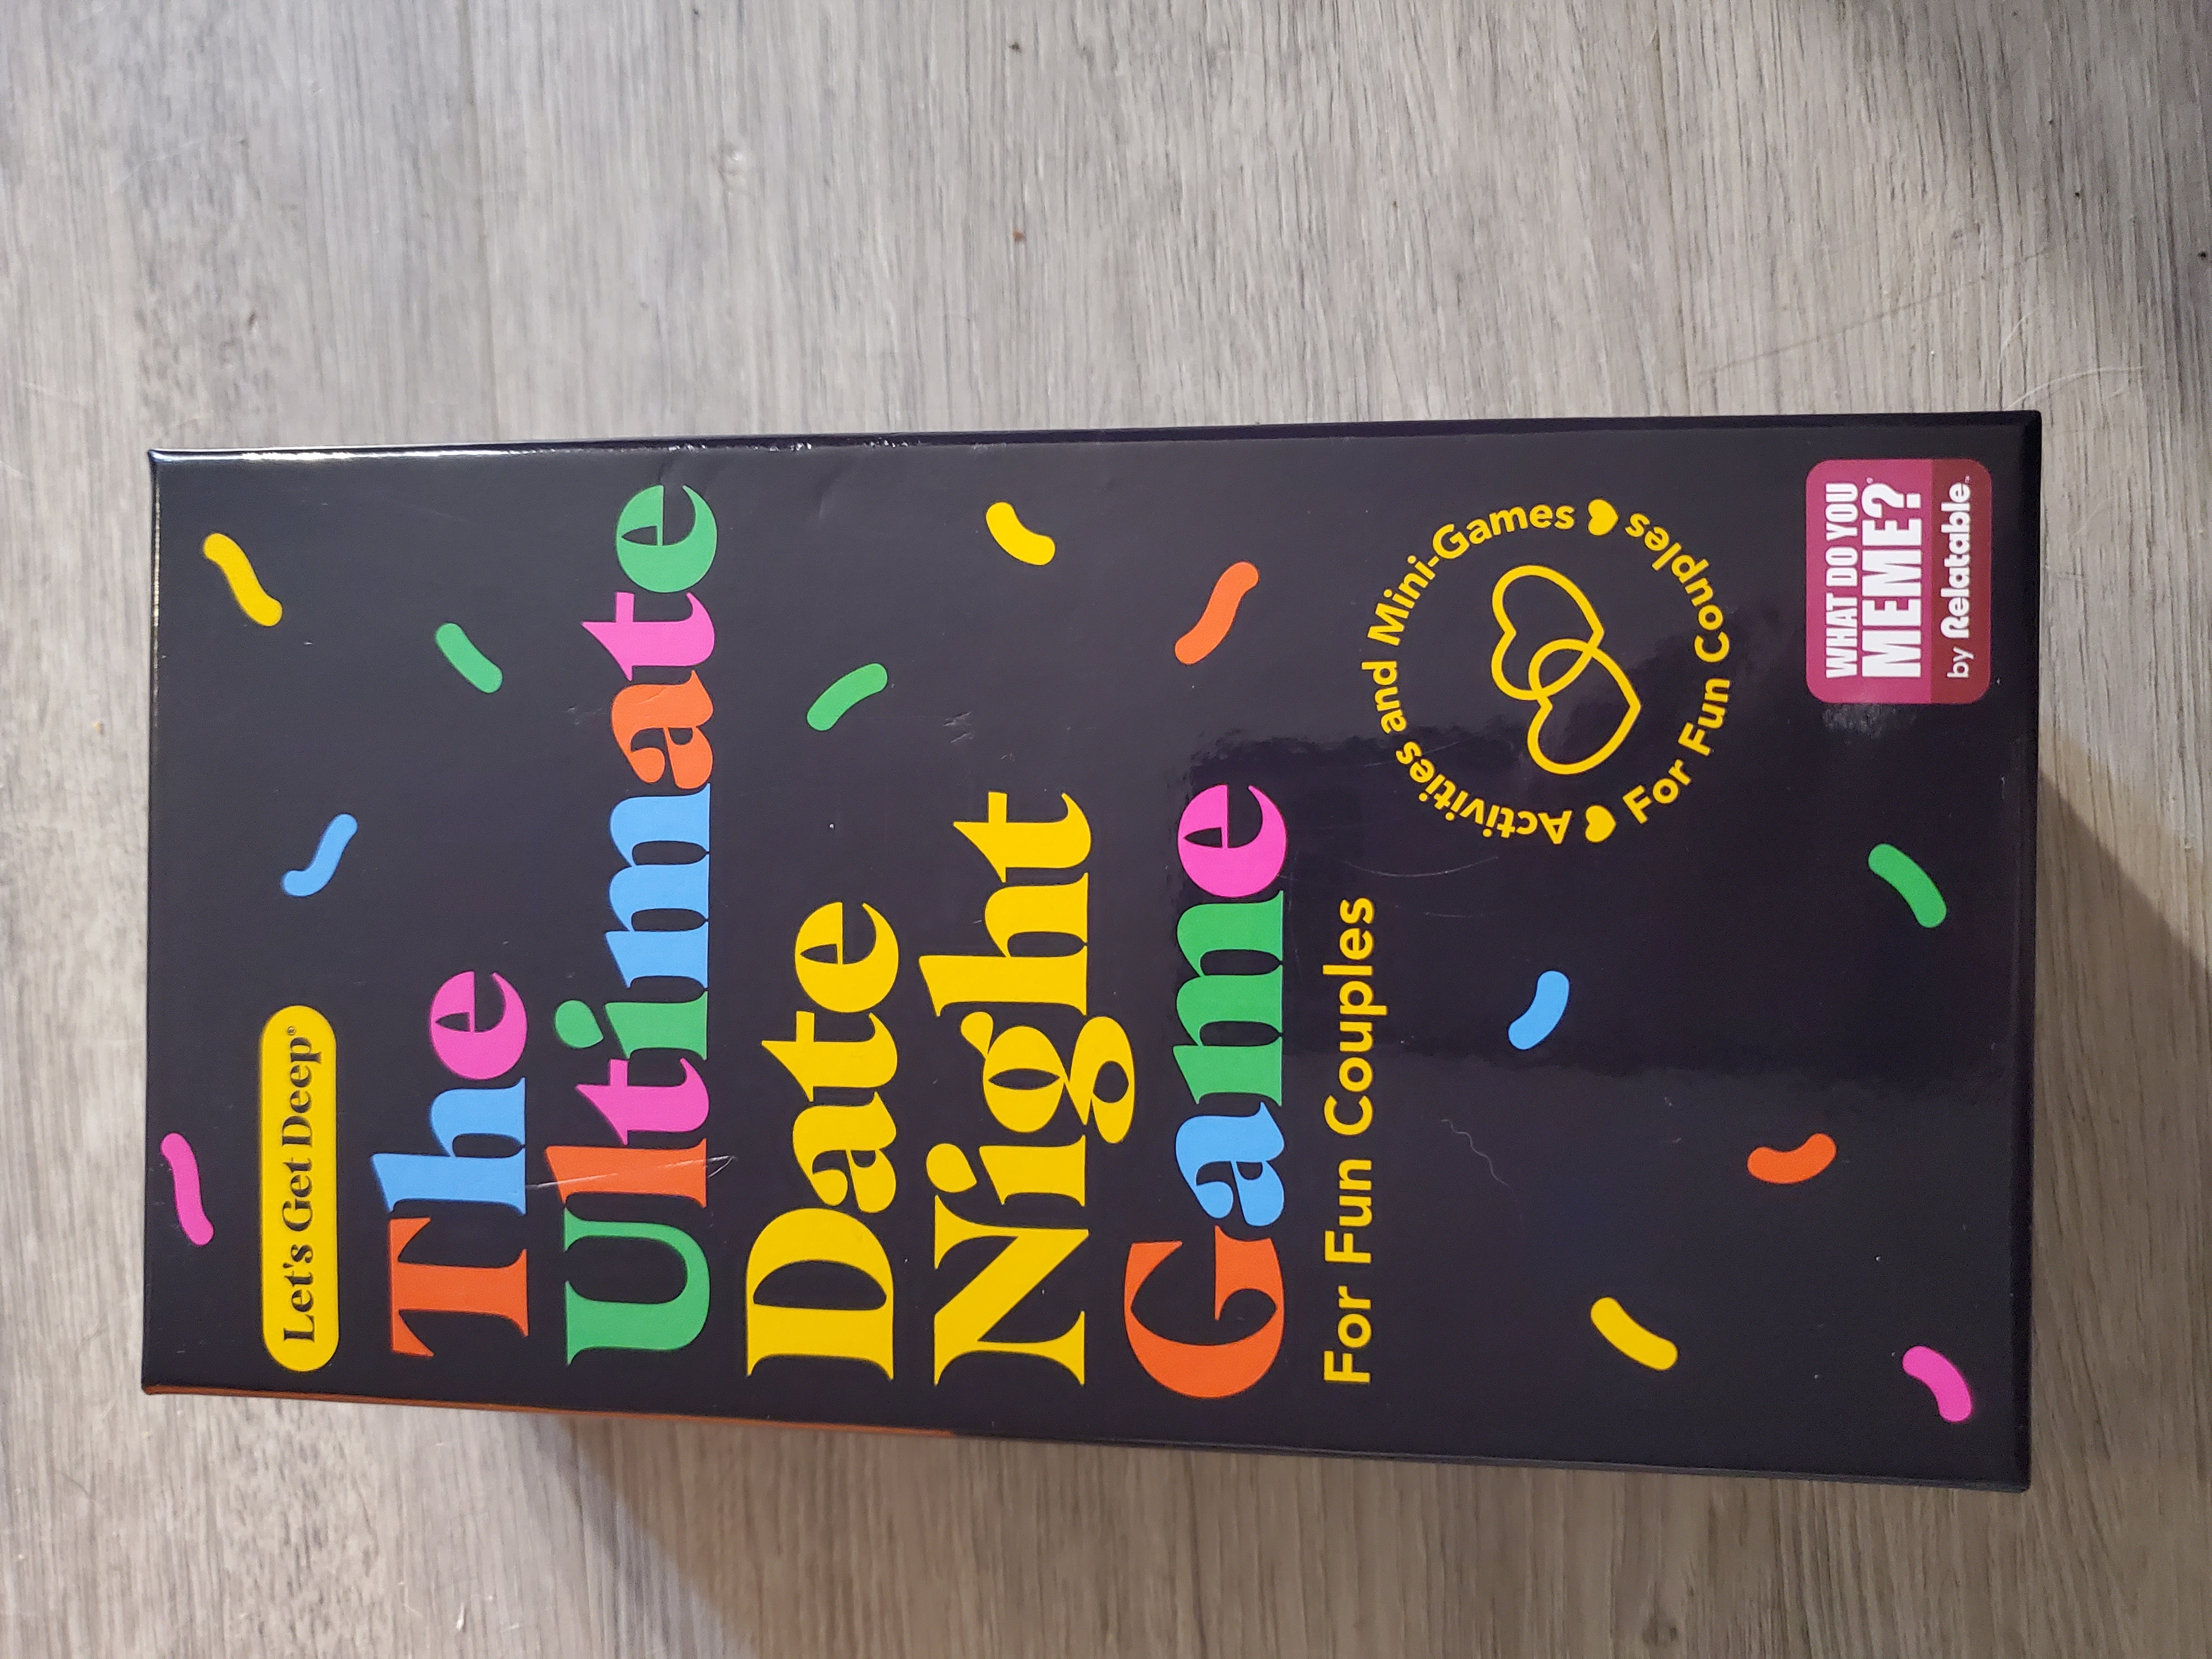 Let's Get Deep®
The
Ultimate
Date
Night
Game
For Fun Couples
Activities and Mini-Games
For Fun Couples
WHAT DO YOU
MEME?®
by Relatable™